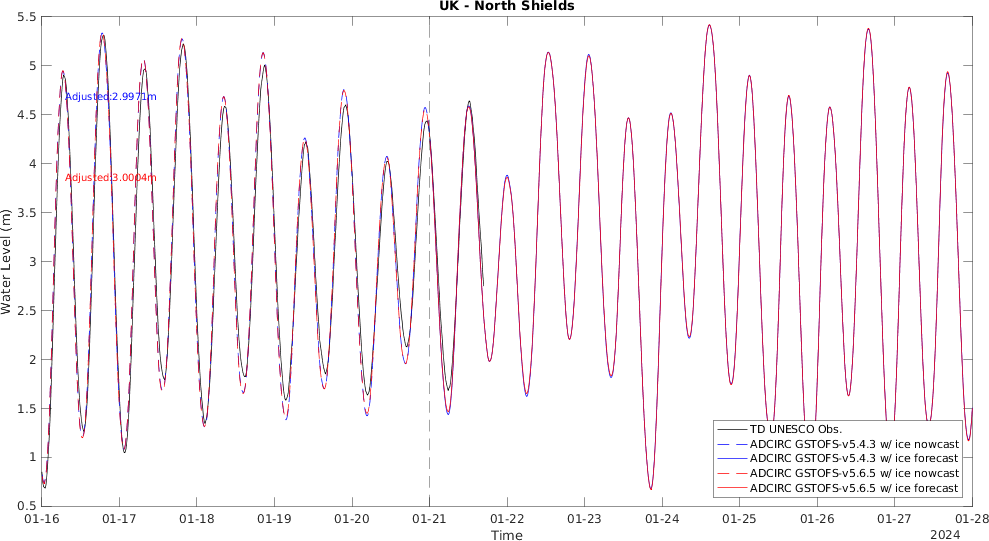 UK - North Shields
5.5
5
4.5
4
3.5
3
2.5
2
1.5
1
0.5
Water Level (m)
Adjusted:2.9971m
Adjusted:3.0004m
TD UNESCO Obs.
ADCIRC GSTOFS-v5.4.3 w/ ice nowcast
ADCIRC GSTOFS-v5.4.3 w/ ice forecast
ADCIRC GSTOFS-v5.6.5 w/ ice nowcast
ADCIRC GSTOFS-v5.6.5 w/ ice forecast
01-16 01-17 01-18 01-19 01-20 01-21 01-22 01-23 01-24 01-25 01-26 01-27 01-28
Time
2024